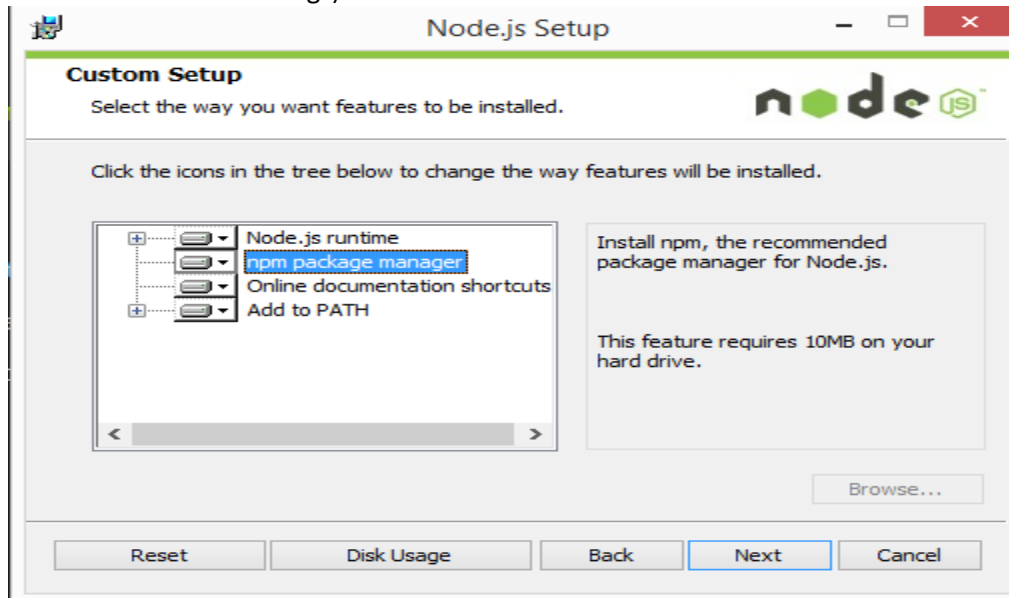 Node.js Setup
Custom Setup
Select the way you want features to be installed.
node JS
Click the icons in the tree below to change the way features will be installed.
Node.js runtime
npm package manager
Online documentation shortcuts
Add to PATH
Install npm, the recommended
package manager for Node.js.
This feature requires 10MB on your
hard drive.
Browse...
Reset
Disk Usage
Back
Next
Cancel